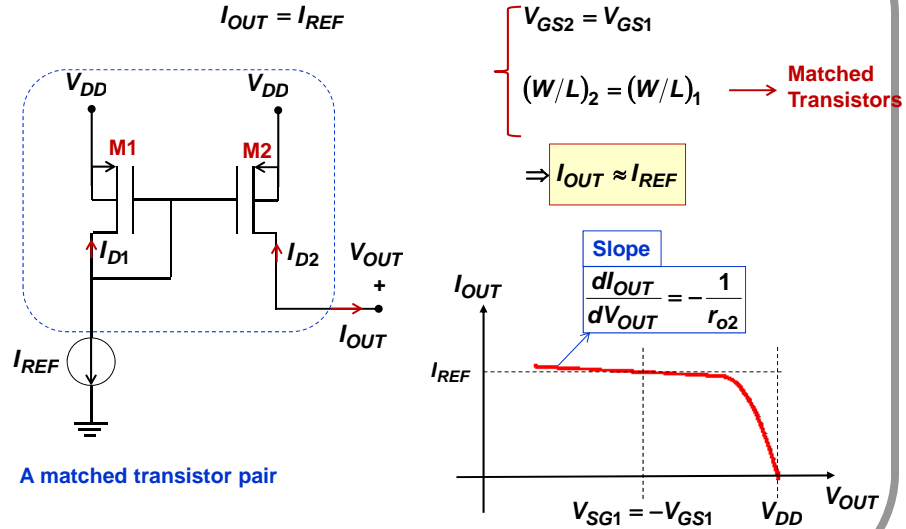 I_OUT = I_REF
V_DD
V_DD
M1
M2
I_D1
I_D2
V_OUT
+
I_OUT
I_REF
A matched transistor pair
V_GS2 = V_GS1
(W/L)_2 = (W/L)_1
Matched
Transistors
⇒ I_OUT ≈ I_REF
Slope
dI_OUT/dV_OUT = -1/r_o2
I_OUT
I_REF
V_SG1 = -V_GS1
V_DD
V_OUT